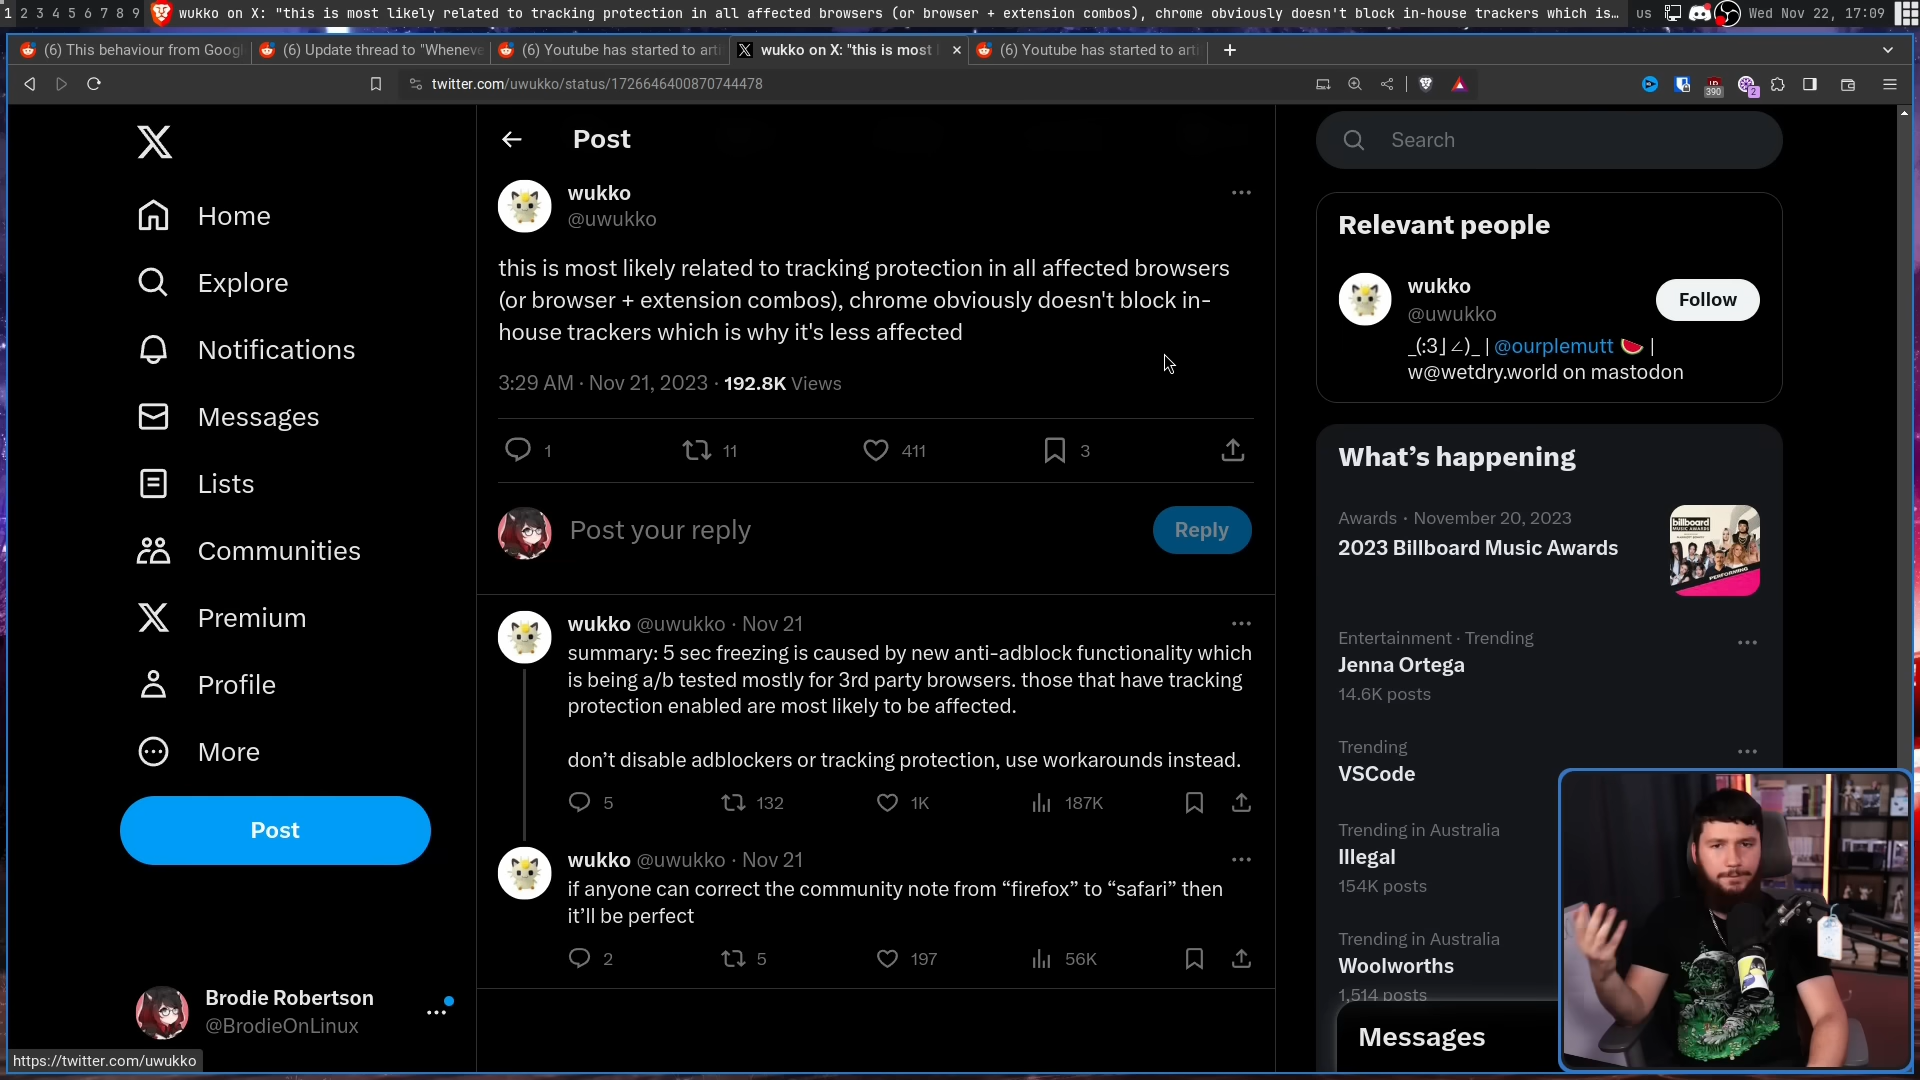 1 2 3 4 5 6 7 8 9 wukko on X: "this is most likely related to tracking protection in all affected browsers (or browser + extension combos), chrome obviously doesn't block in-house trackers which is… us Wed Nov 22, 17:09
(6) This behaviour from Goog
(6) Update thread to "Wheneve
(6) Youtube has started to arti
wukko on X: "this is most l
(6) Youtube has started to arti
twitter.com/uwukko/status/1726646400870744478
390
2
Home
Explore
Notifications
Messages
Lists
Communities
Premium
Profile
More
Post
Brodie Robertson
@BrodieOnLinux
https://twitter.com/uwukko
Post
wukko
@uwukko
this is most likely related to tracking protection in all affected browsers
(or browser + extension combos), chrome obviously doesn't block in-
house trackers which is why it's less affected
3:29 AM · Nov 21, 2023 · 192.8K Views
1 11 411 3
Post your reply
Reply
wukko @uwukko · Nov 21
summary: 5 sec freezing is caused by new anti-adblock functionality which
is being a/b tested mostly for 3rd party browsers. those that have tracking
protection enabled are most likely to be affected.
don’t disable adblockers or tracking protection, use workarounds instead.
5 132 1K 187K
wukko @uwukko · Nov 21
if anyone can correct the community note from “firefox” to “safari” then
it’ll be perfect
2 5 197 56K
Search
Relevant people
wukko
@uwukko
Follow
_(:3」∠)_ | @ourplemutt 🍉 |
w@wetdry.world on mastodon
What’s happening
Awards · November 20, 2023
2023 Billboard Music Awards
billboard
MUSIC AWARDS
PERFORMING
Entertainment · Trending
Jenna Ortega
14.6K posts
Trending
VSCode
Trending in Australia
Illegal
154K posts
Trending in Australia
Woolworths
1,514 posts
Messages